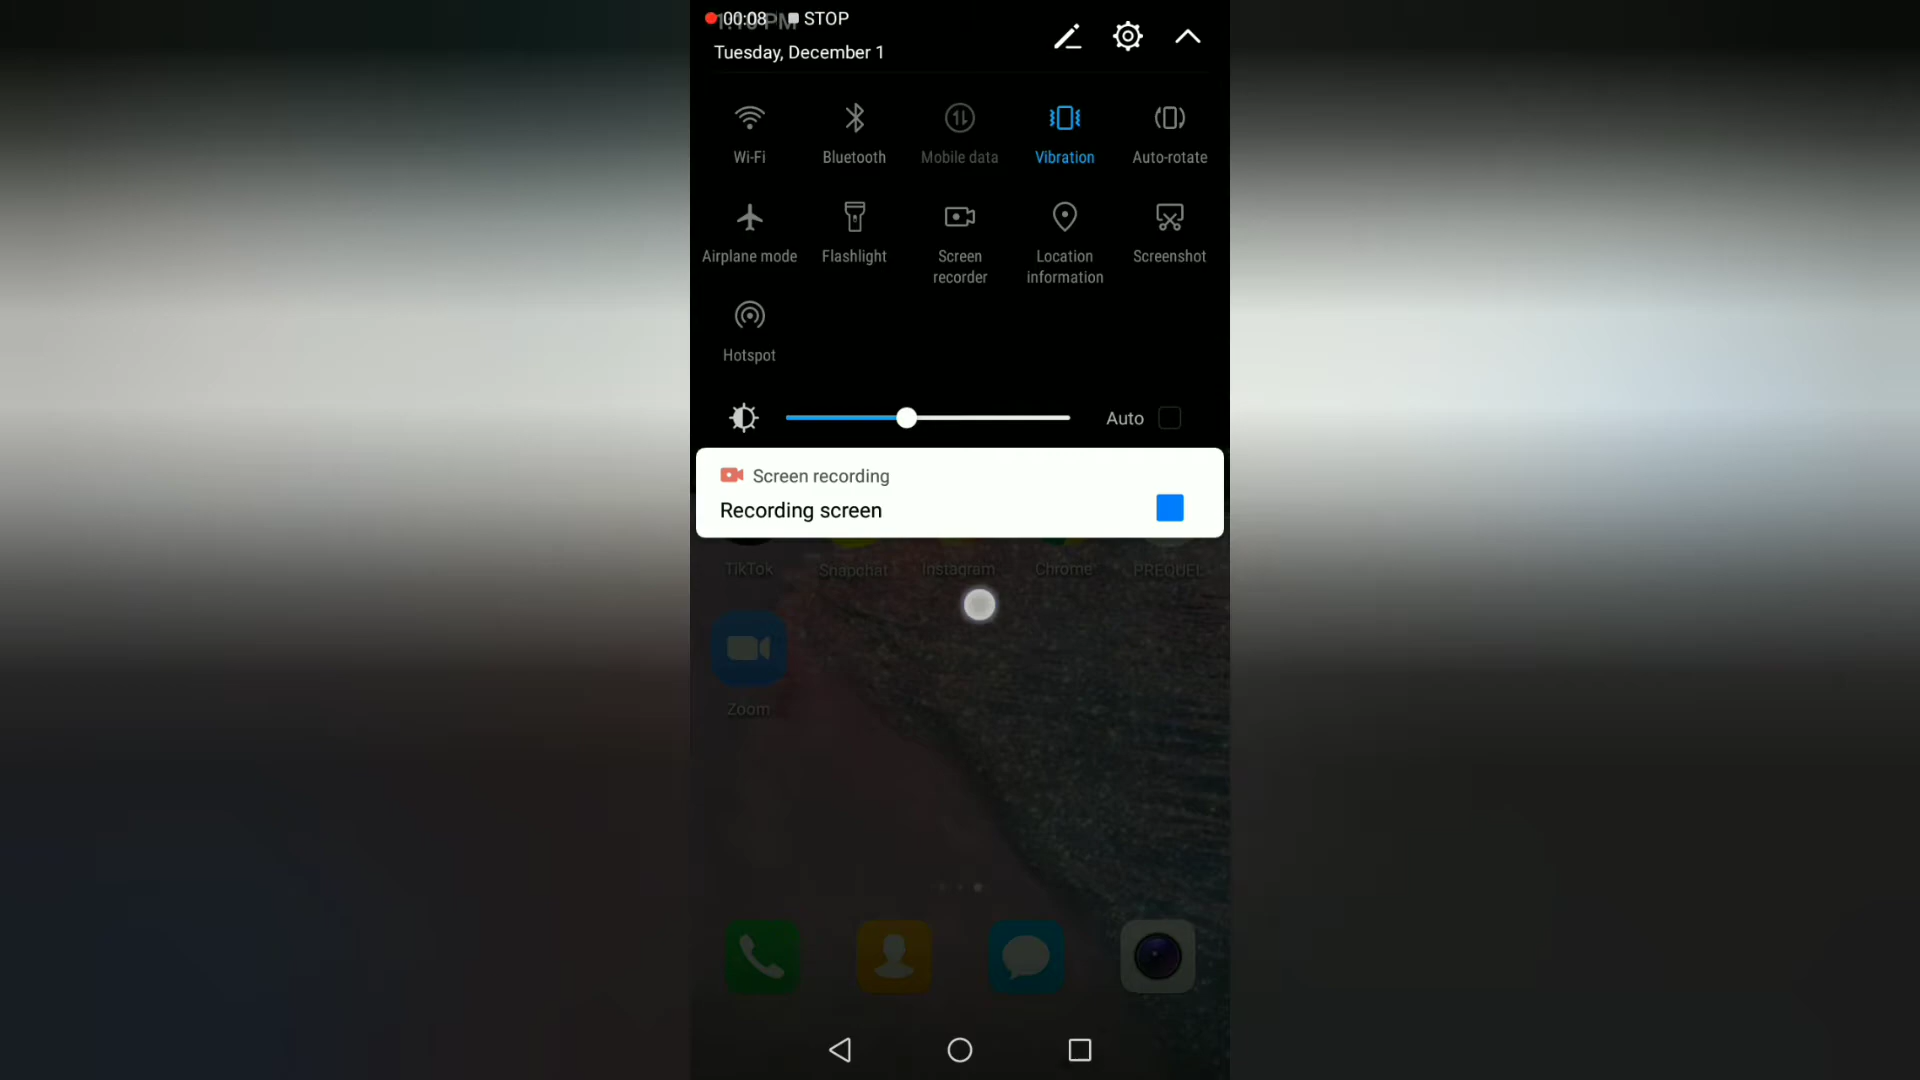 00:08 STOP
Tuesday, December 1
Wi-Fi Bluetooth Mobile data Vibration Auto-rotate
Airplane mode Flashlight Screen recorder Location information Screenshot
Hotspot
Auto
Screen recording
Recording screen
TikTok Snapchat Instagram Chrome PREQUEL
Zoom